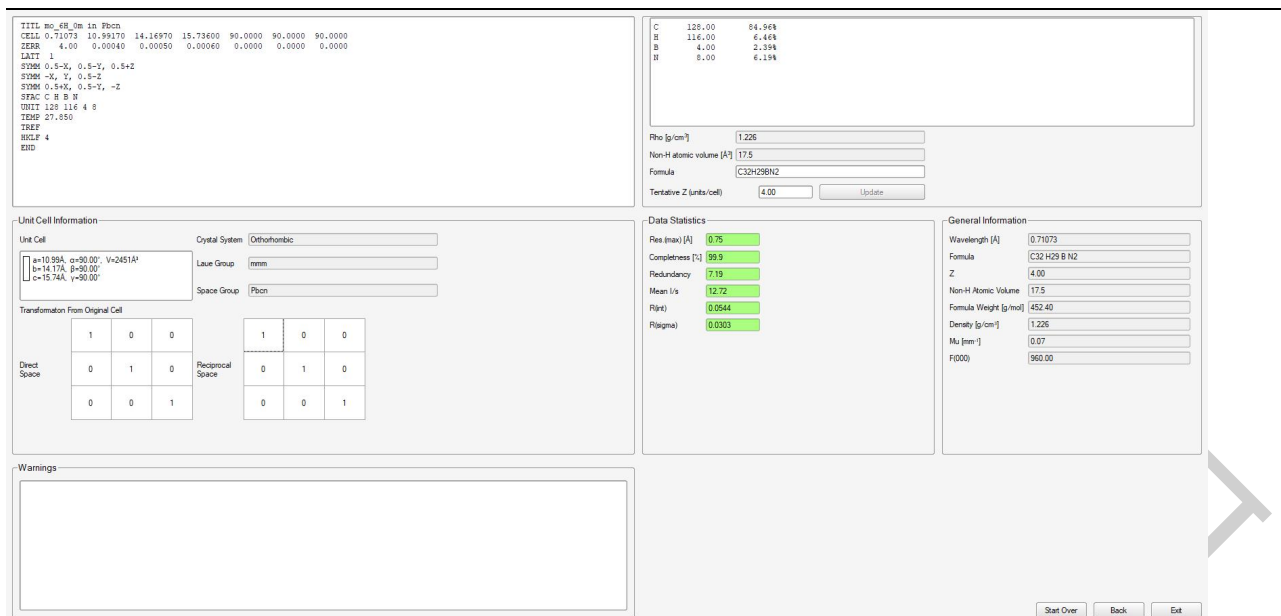 TITL mo_6H_0m in Pbcn
CELL 0.71073 10.99170 14.16970 15.73600 90.0000 90.0000 90.0000
ZERR 4.00 0.00040 0.00050 0.00060 0.0000 0.0000 0.0000
LATT 1
SYMM 0.5-X, 0.5-Y, 0.5+Z
SYMM -X, Y, 0.5-Z
SYMM 0.5+X, 0.5-Y, -Z
SFAC C H B N
UNIT 128 116 4 8
TEMP 27.850
TREF
HKLF 4
END
C 128.00 84.96%
H 116.00 6.46%
B 4.00 2.39%
N 8.00 6.19%
Rho [g/cm³] 1.226
Non-H atomic volume [Å³] 17.5
Formula C32H29BN2
Tentative Z (units/cell) 4.00 Update
Unit Cell Information
Unit Cell
a=10.99Å, α=90.00°, V=2451Å³
b=14.17Å, β=90.00°
c=15.74Å, γ=90.00°
Crystal System Orthorhombic
Laue Group mmm
Space Group Pbcn
Transformaton From Original Cell
Direct Space
1 0 0
0 1 0
0 0 1
Reciprocal Space
1 0 0
0 1 0
0 0 1
Data Statistics
Res.(max) [Å] 0.75
Completness [%] 99.9
Redundancy 7.19
Mean I/s 12.72
R(int) 0.0544
R(sigma) 0.0303
General Information
Wavelength [Å] 0.71073
Formula C32 H29 B N2
Z 4.00
Non-H Atomic Volume 17.5
Formula Weight [g/mol] 452.40
Density [g/cm³] 1.226
Mu [mm⁻¹] 0.07
F(000) 960.00
Warnings
Start Over Back Exit